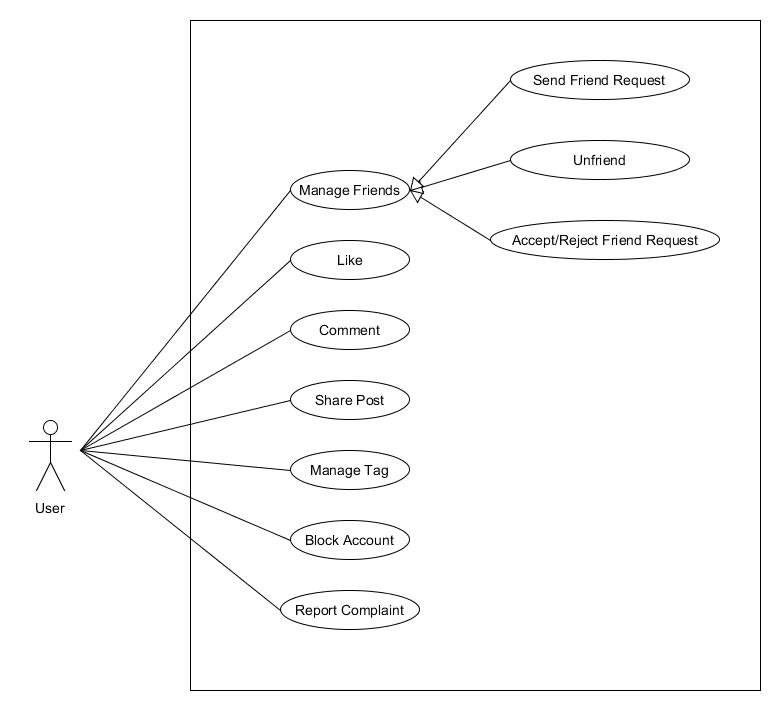 Send Friend Request
Unfriend
Manage Friends
Accept/Reject Friend Request
Like
Comment
Share Post
Manage Tag
User
Block Account
Report Complaint